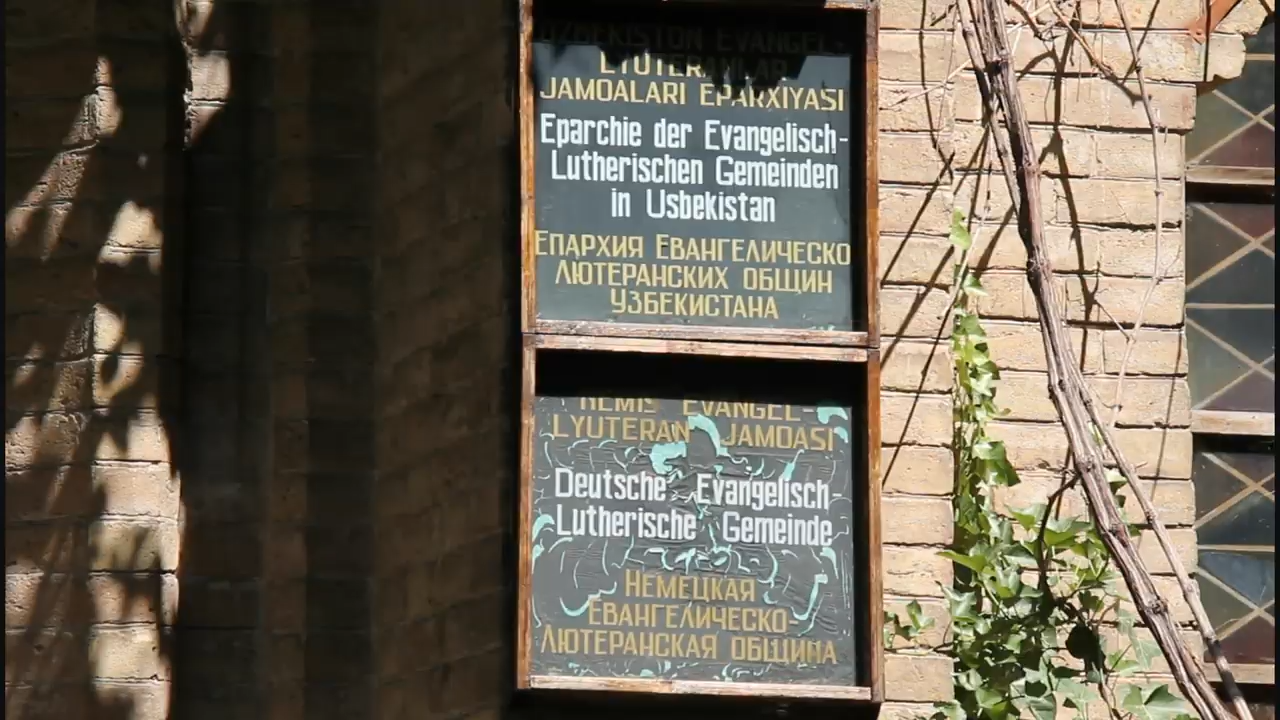 O'ZBEKISTON EVANGEL-
LYUTERANLAR
JAMOALARI EPARXIYASI
Eparchie der Evangelisch-
Lutherischen Gemeinden
in Usbekistan
ЕПАРХИЯ ЕВАНГЕЛИЧЕСКО
ЛЮТЕРАНСКИХ ОБЩИН
УЗБЕКИСТАНА
NEMIS EVANGEL-
LYUTERAN JAMOASI
Deutsche Evangelisch-
Lutherische Gemeinde
НЕМЕЦКАЯ
ЕВАНГЕЛИЧЕСКО-
ЛЮТЕРАНСКАЯ ОБЩИНА